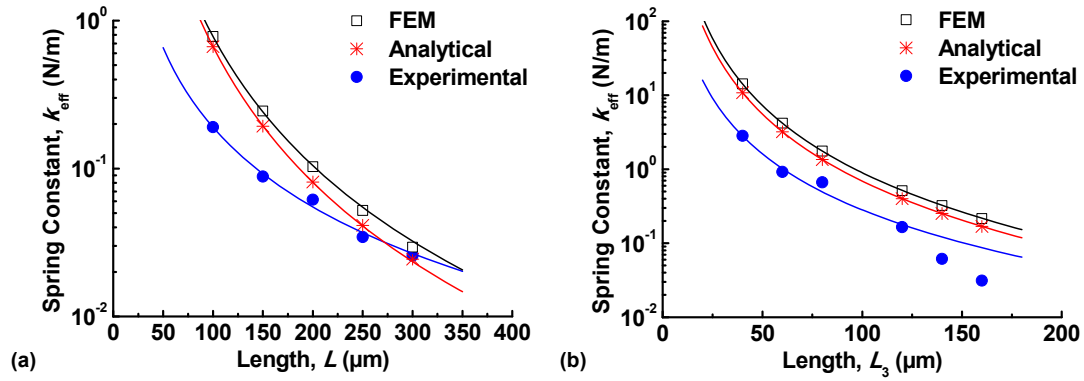 10⁰
10⁻¹
10⁻²
Spring Constant, k_eff (N/m)
FEM
Analytical
Experimental
0 50 100 150 200 250 300 350 400
(a)
Length, L (µm)
10²
10¹
10⁰
10⁻¹
10⁻²
Spring Constant, k_eff (N/m)
FEM
Analytical
Experimental
0 50 100 150 200
(b)
Length, L₃ (µm)